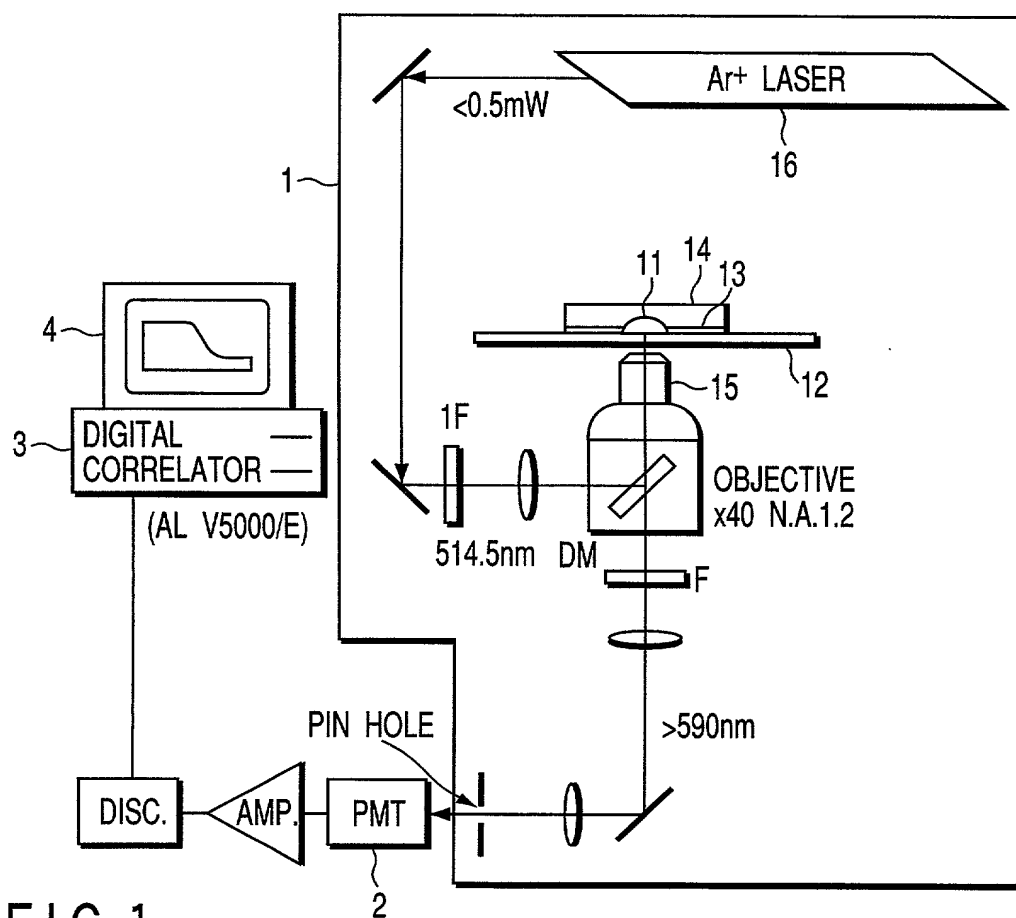 Ar+ LASER
<0.5mW
16
1
14
11
13
4
12
15
1F
3
DIGITAL
CORRELATOR
OBJECTIVE
x40 N.A.1.2
(AL V5000/E)
514.5nm
DM
F
>590nm
PIN HOLE
DISC.
AMP.
PMT
2
FIG. 1